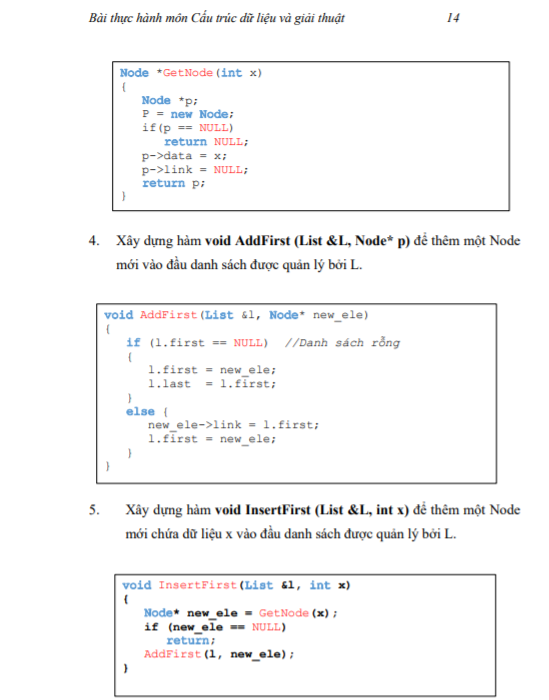 Bài thực hành môn Cấu trúc dữ liệu và giải thuật 14
Node *GetNode(int x)
{
Node *p;
P = new Node;
if(p == NULL)
return NULL;
p->data = x;
p->link = NULL;
return p;
}
4. Xây dựng hàm void AddFirst (List &L, Node* p) để thêm một Node
mới vào đầu danh sách được quản lý bởi L.
void AddFirst(List &l, Node* new_ele)
{
if (l.first == NULL) //Danh sách rỗng
{
l.first = new_ele;
l.last = l.first;
}
else {
new_ele->link = l.first;
l.first = new_ele;
}
}
5. Xây dựng hàm void InsertFirst (List &L, int x) để thêm một Node
mới chứa dữ liệu x vào đầu danh sách được quản lý bởi L.
void InsertFirst(List &l, int x)
{
Node* new_ele = GetNode(x);
if (new_ele == NULL)
return;
AddFirst(l, new_ele);
}